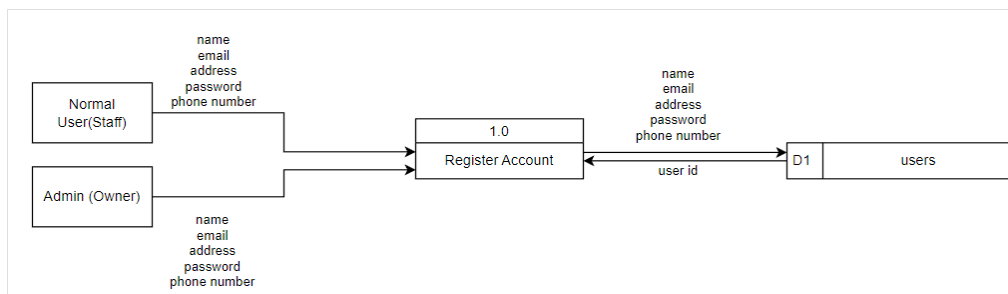 name
email
address
password
phone number
Normal
User(Staff)
Admin (Owner)
name
email
address
password
phone number
1.0
Register Account
name
email
address
password
phone number
user id
D1
users